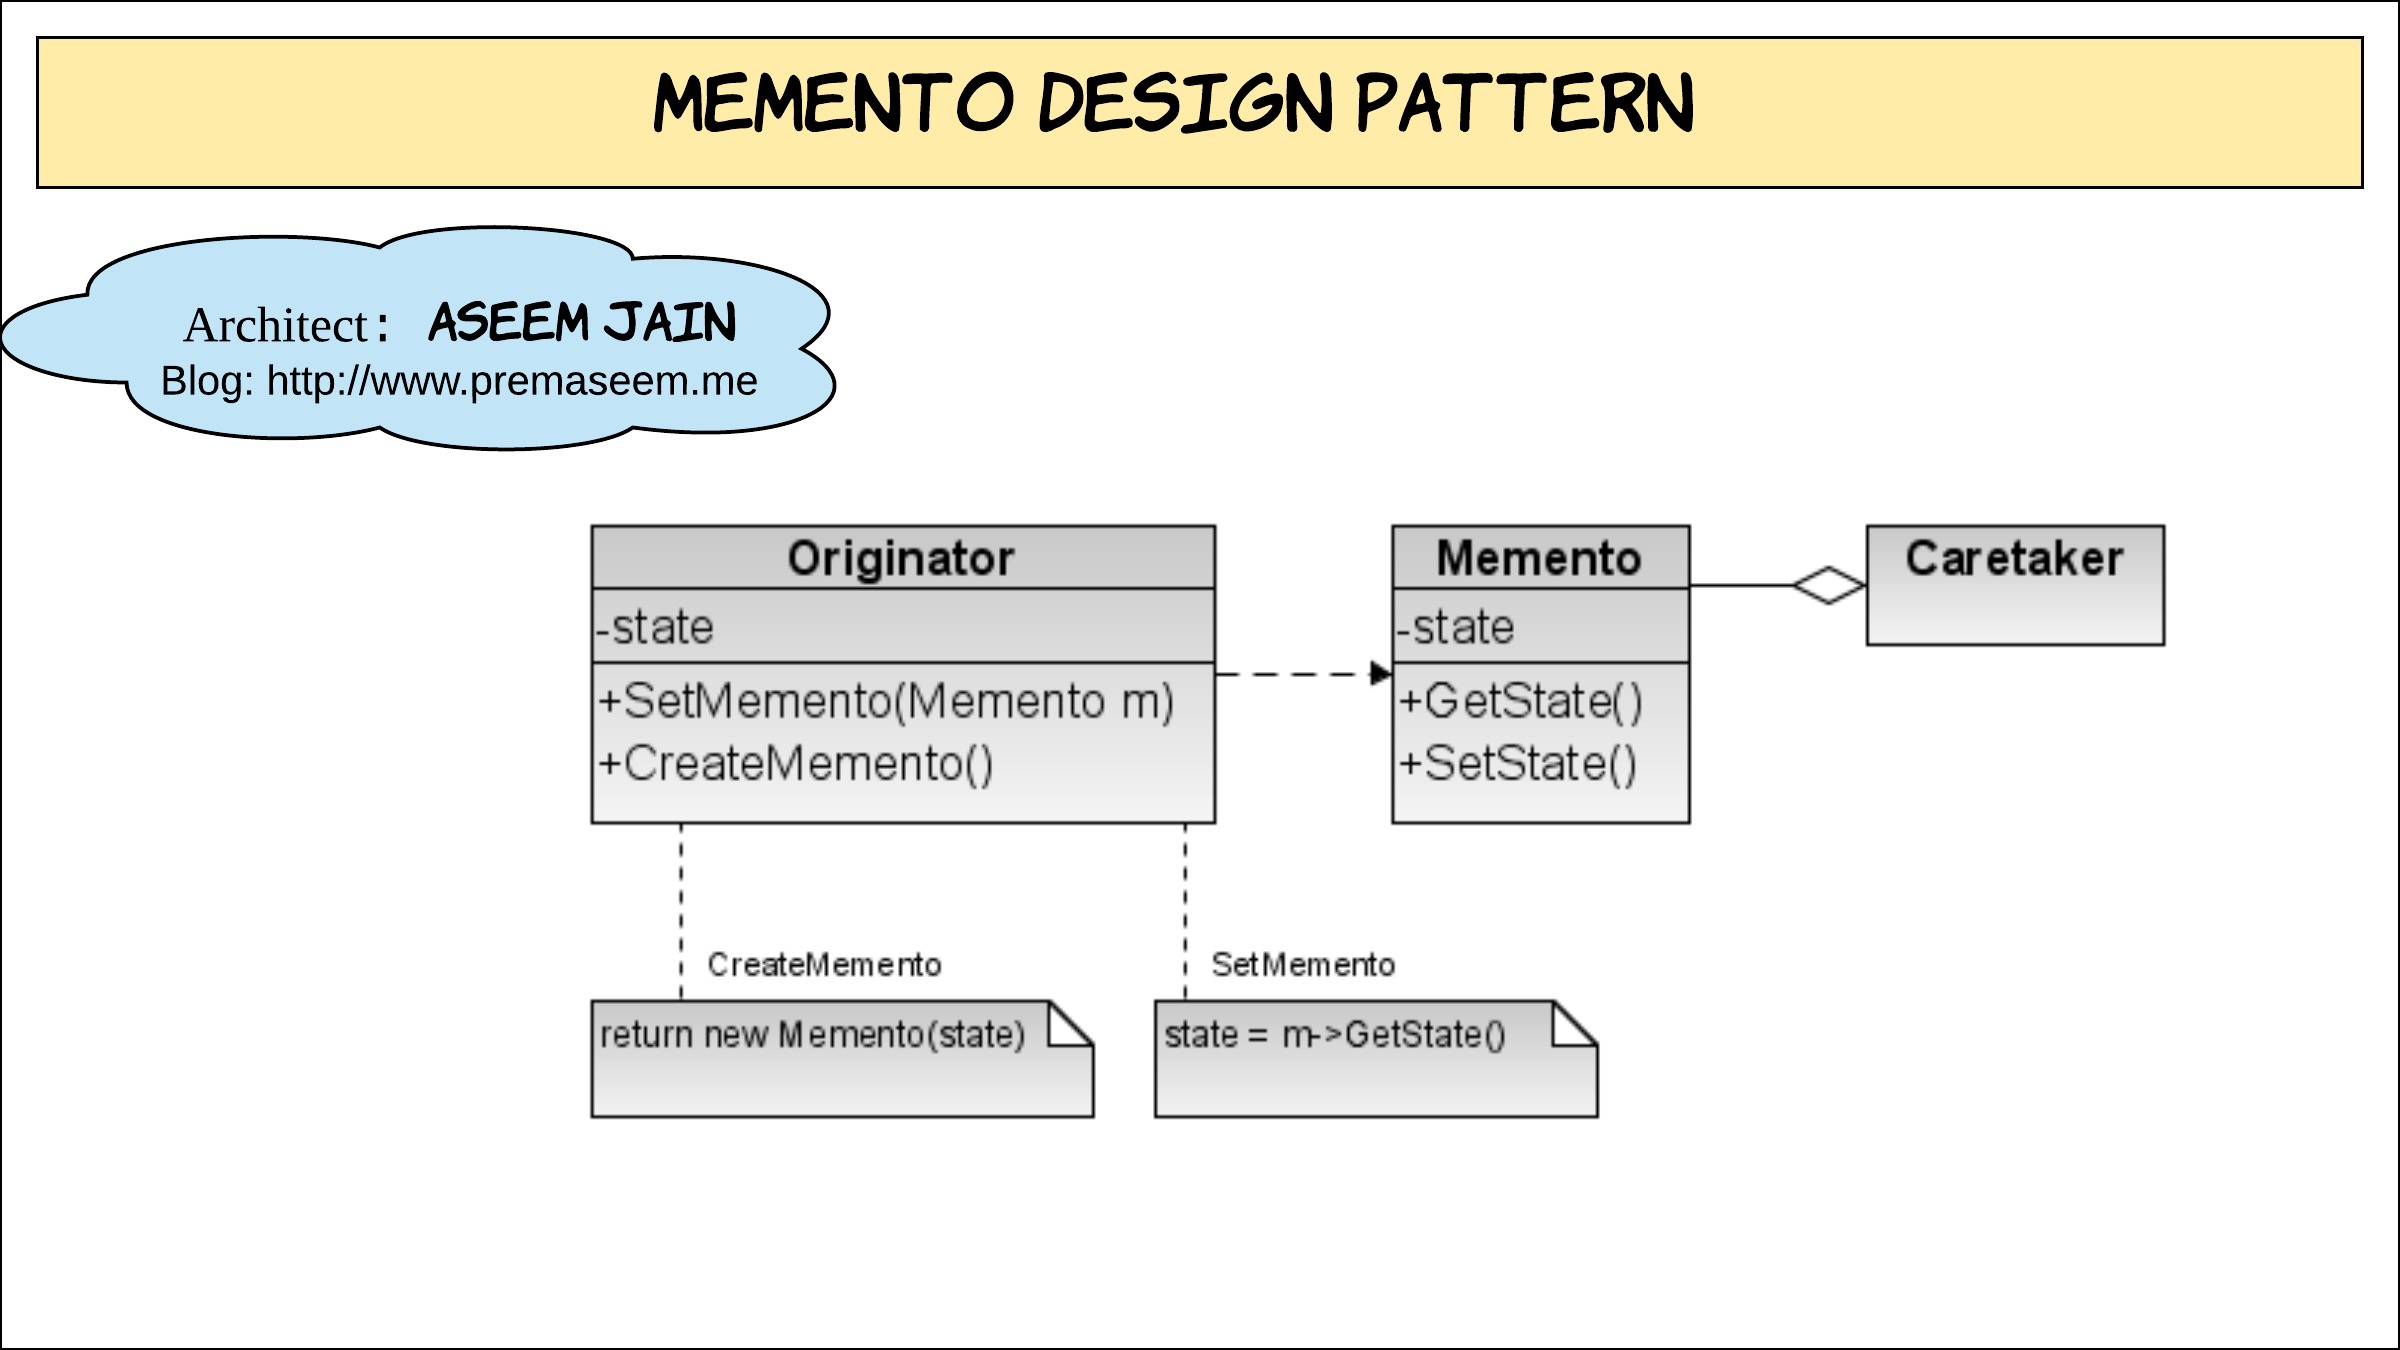 MEMENTO DESIGN PATTERN
Architect: ASEEM JAIN
Blog: http://www.premaseem.me
Originator
-state
+SetMemento(Memento m)
+CreateMemento()
Memento
-state
+GetState()
+SetState()
Caretaker
CreateMemento
return new Memento(state)
SetMemento
state = m->GetState()